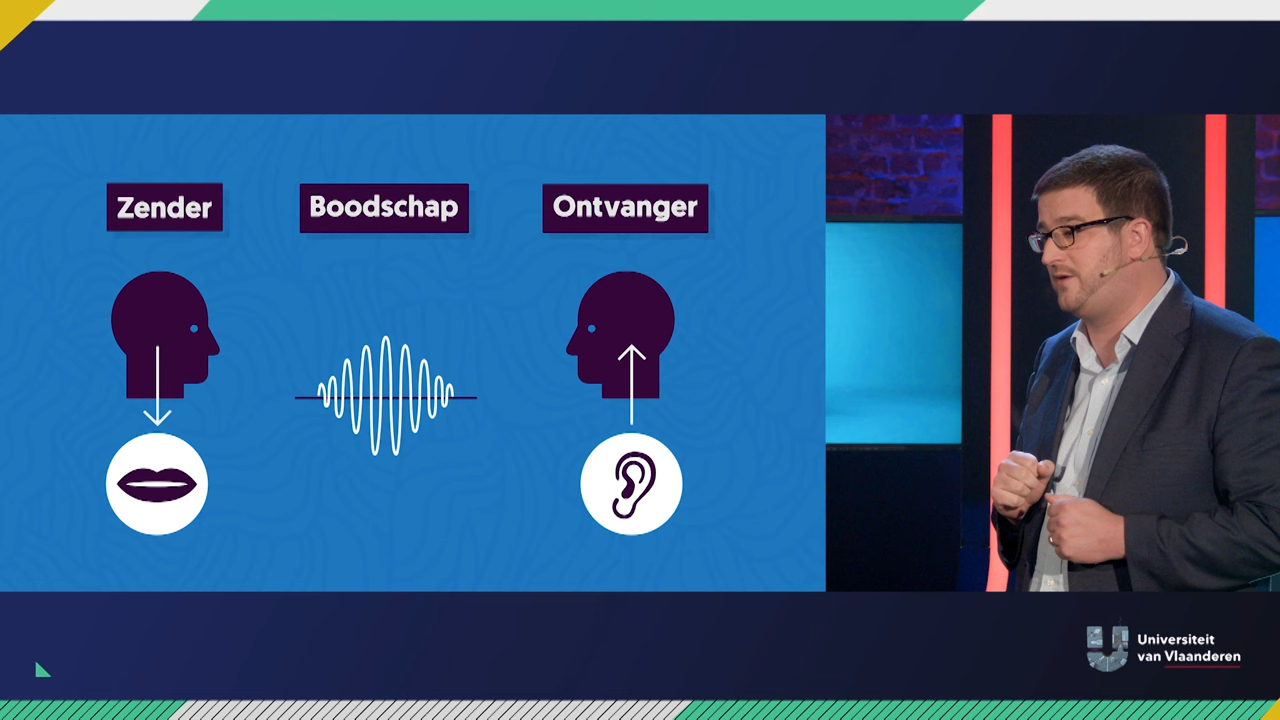 Zender
Boodschap
Ontvanger
Universiteit
van Vlaanderen